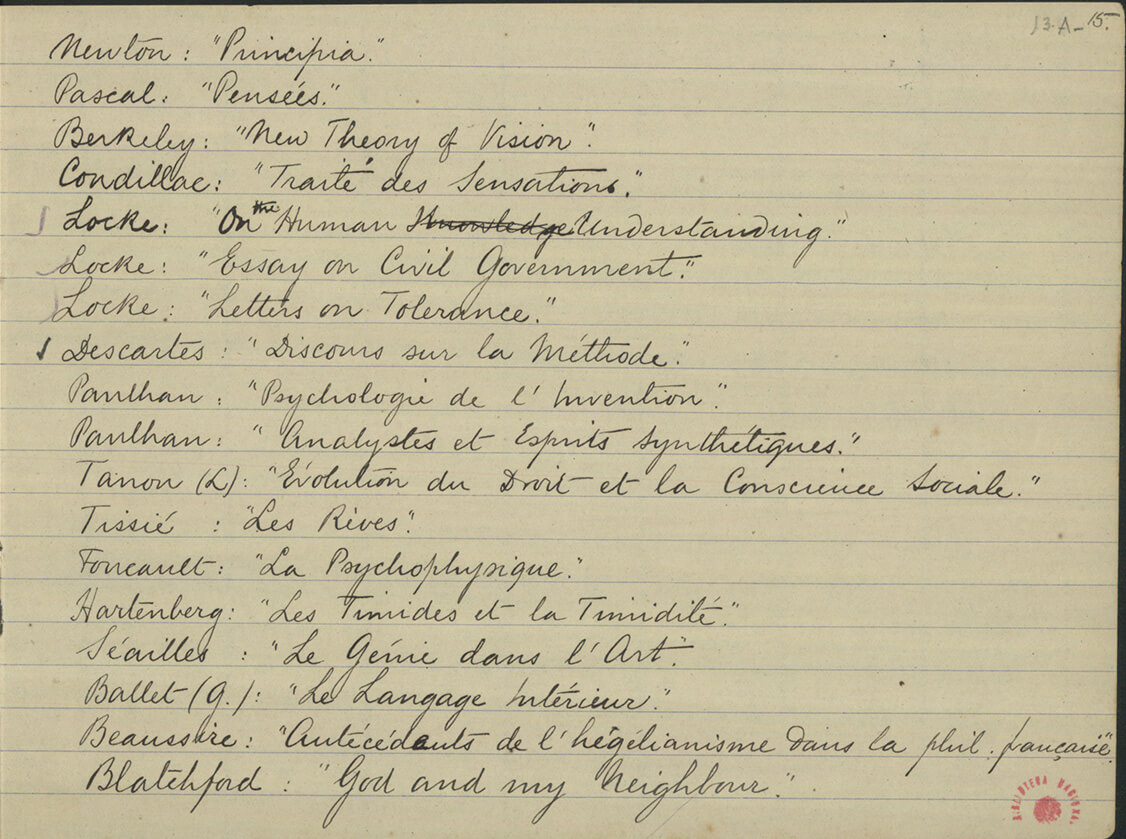 13.A-15.
Newton: "Principia."
Pascal: "Pensées."
Berkeley: "New Theory of Vision".
Condillac: "Traité des Sensations."
Locke: "On the Human Knowledge Understanding."
Locke: "Essay on Civil Government."
Locke: "Letters on Tolerance."
Descartes: "Discours sur la Méthode."
Paulhan: "Psychologie de l'Invention".
Paulhan: "Analystes et Esprits Synthétiques."
Tanon (L): "Évolution du Droit et la Conscience Sociale."
Tissié: "Les Rêves".
Foucault: "La Psychophysique."
Hartenberg: "Les Timides et la Timidité."
Séailles: "Le Génie dans l'Art."
Ballet (G.): "Le Langage Intérieur."
Beaussire: "Antécédents de l'hégélianisme dans la phil. française"
Blatchford: "God and my Neighbour."
BIBLIOTECA NACIONAL